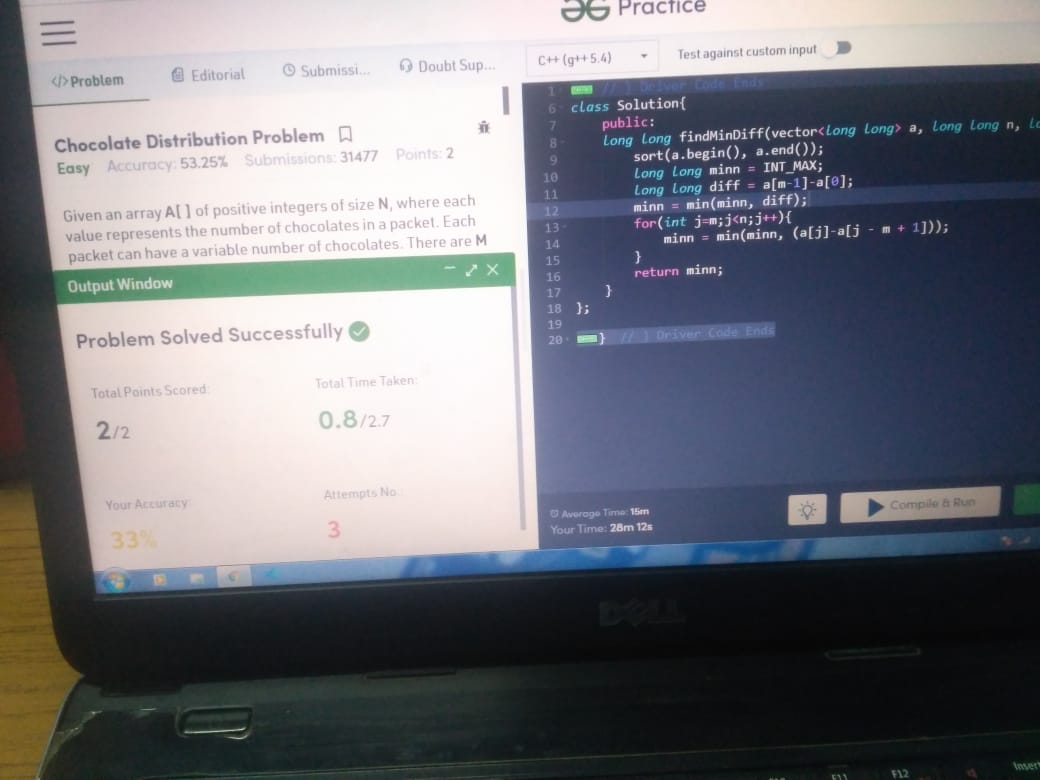 GG Practice
</>Problem
Editorial
Submissi...
Doubt Sup...
C++ (g++ 5.4)
Test against custom input
Chocolate Distribution Problem
Easy Accuracy: 53.25% Submissions: 31477 Points: 2
Given an array A[ ] of positive integers of size N, where each
value represents the number of chocolates in a packet. Each
packet can have a variable number of chocolates. There are M
Output Window
Problem Solved Successfully
Total Points Scored:
Total Time Taken:
2/2
0.8/2.7
Your Accuracy:
Attempts No.:
33%
3
1 // } Driver Code Ends
6 class Solution{
7 public:
8 long long findMinDiff(vector<long long> a, long long n, lo
9 sort(a.begin(), a.end());
10 long long minn = INT_MAX;
11 long long diff = a[m-1]-a[0];
12 minn = min(minn, diff);
13 for(int j=m;j<n;j++){
14 minn = min(minn, (a[j]-a[j - m + 1]));
15 }
16 return minn;
17 }
18 };
19
20 } // } Driver Code Ends
Average Time: 15m
Your Time: 28m 12s
Compile & Run
DELL
F11
F12
Insert